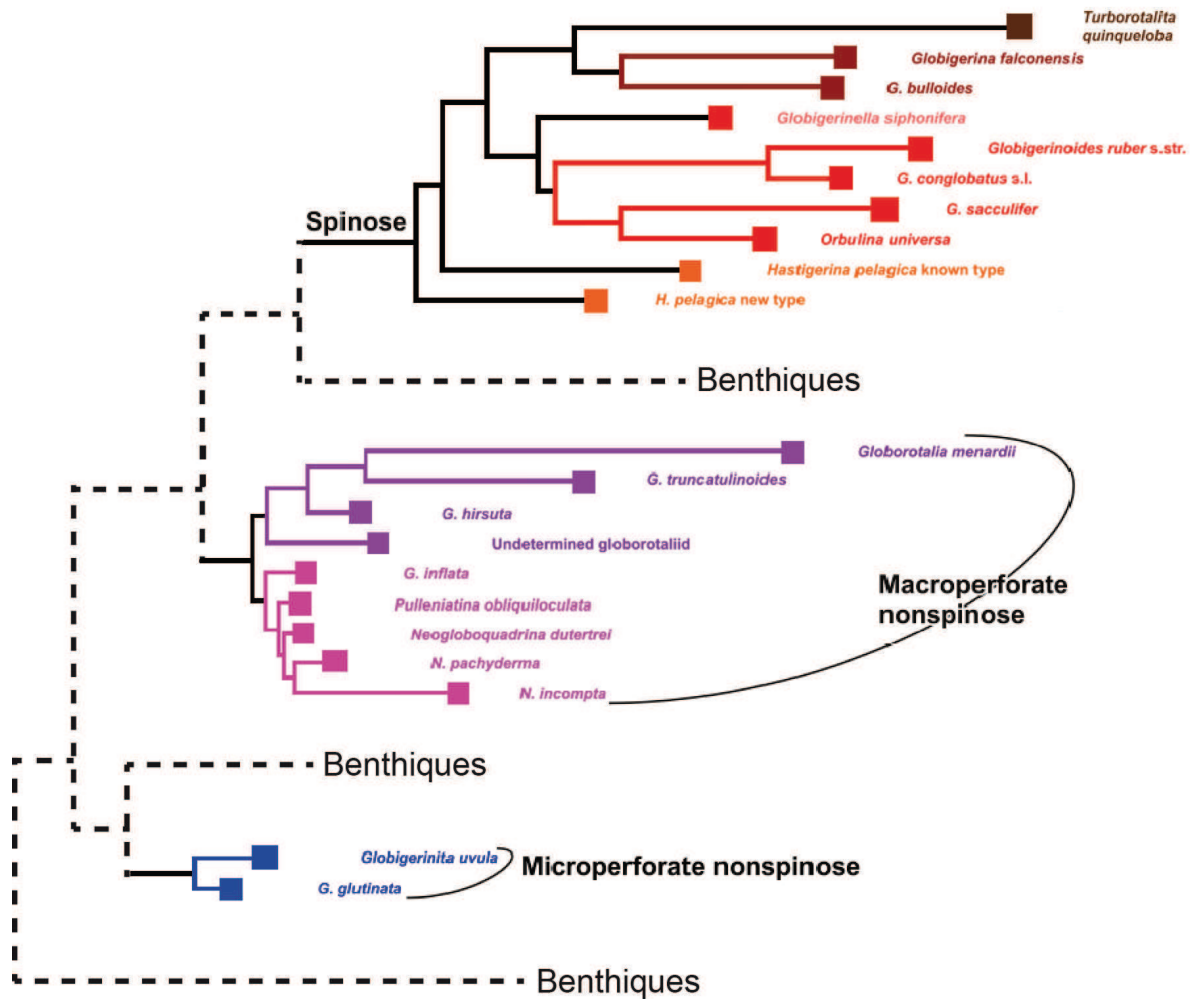 Turborotalita
quinqueloba
Globigerina falconensis
G. bulloides
Globigerinella siphonifera
Globigerinoides ruber s.str.
G. conglobatus s.l.
G. sacculifer
Spinose
Orbulina universa
Hastigerina pelagica known type
H. pelagica new type
Benthiques
Globorotalia menardii
G. truncatulinoides
G. hirsuta
Undetermined globorotaliid
G. inflata
Macroperforate
nonspinose
Pulleniatina obliquiloculata
Neogloboquadrina dutertrei
N. pachyderma
N. incompta
Benthiques
Globigerinita uvula
Microperforate nonspinose
G. glutinata
Benthiques